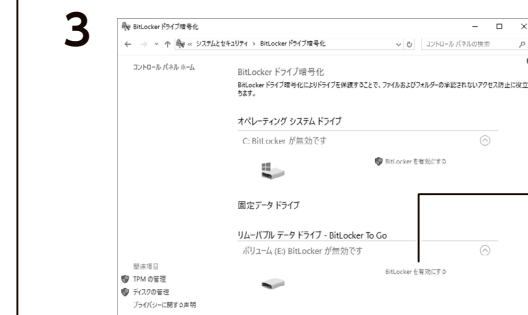 3
BitLocker ドライブ暗号化
« システムとセキュリティ > BitLocker ドライブ暗号化
コントロール パネルの検索
コントロール パネル ホーム
BitLocker ドライブ暗号化
BitLocker ドライブ暗号化によりドライブを保護することで、ファイルおよびフォルダーの承認されないアクセス防止に役立
ちます。
オペレーティング システム ドライブ
C: BitLocker が無効です
BitLocker を有効にする
固定データ ドライブ
リムーバブル データ ドライブ - BitLocker To Go
ボリューム (E:) BitLocker が無効です
BitLocker を有効にする
関連項目
TPM の管理
ディスクの管理
プライバシーに関する声明